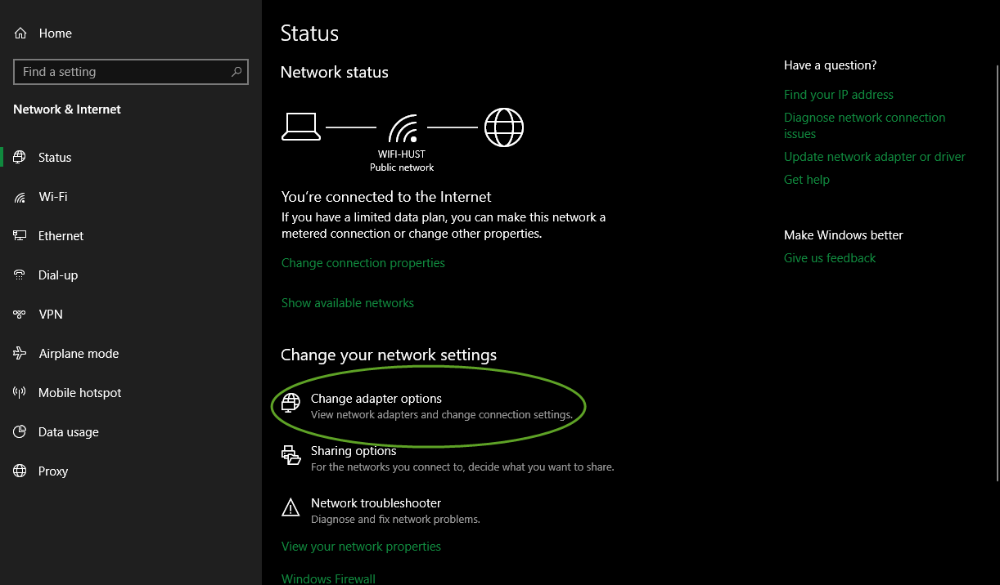 Home
Find a setting
Network & Internet
Status
Wi-Fi
Ethernet
Dial-up
VPN
Airplane mode
Mobile hotspot
Data usage
Proxy
Status
Network status
WIFI-HUST
Public network
You're connected to the Internet
If you have a limited data plan, you can make this network a
metered connection or change other properties.
Change connection properties
Show available networks
Change your network settings
Change adapter options
View network adapters and change connection settings.
Sharing options
For the networks you connect to, decide what you want to share.
Network troubleshooter
Diagnose and fix network problems.
View your network properties
Windows Firewall
Have a question?
Find your IP address
Diagnose network connection
issues
Update network adapter or driver
Get help
Make Windows better
Give us feedback